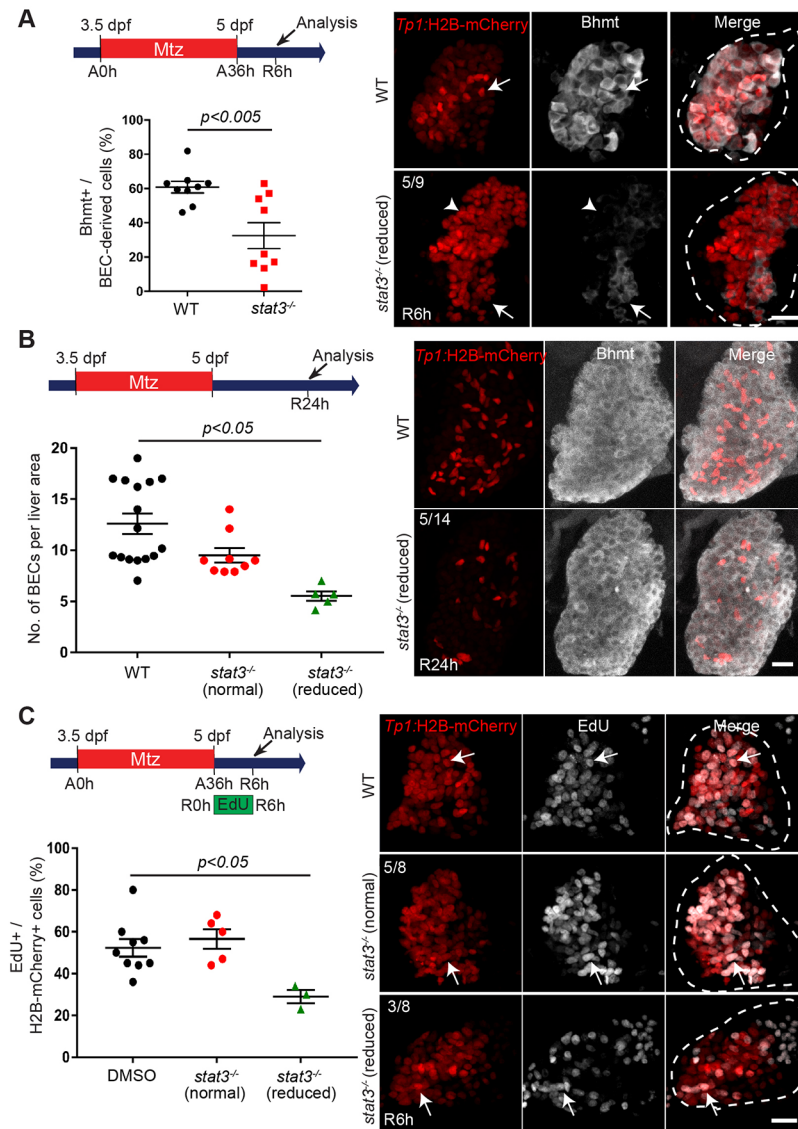 A
3.5 dpf
5 dpf
Analysis
Mtz
A0h
A36h
R6h
p<0.005
Bhmt+ /
BEC-derived cells (%)
100
80
60
40
20
0
WT
stat3-/-
Tp1:H2B-mCherry
Bhmt
Merge
WT
5/9
stat3-/- (reduced)
R6h
B
3.5 dpf
5 dpf
Analysis
Mtz
R24h
p<0.05
No. of BECs per liver area
20
15
10
5
0
WT
stat3-/-
(normal)
stat3-/-
(reduced)
Tp1:H2B-mCherry
Bhmt
Merge
WT
5/14
stat3-/- (reduced)
R24h
C
3.5 dpf
5 dpf
Analysis
Mtz
A0h
A36h
R6h
R0h
EdU
R6h
p<0.05
EdU+ /
H2B-mCherry+ cells (%)
100
80
60
40
20
0
DMSO
stat3-/-
(normal)
stat3-/-
(reduced)
Tp1:H2B-mCherry
EdU
Merge
WT
5/8
stat3-/- (normal)
3/8
stat3-/- (reduced)
R6h